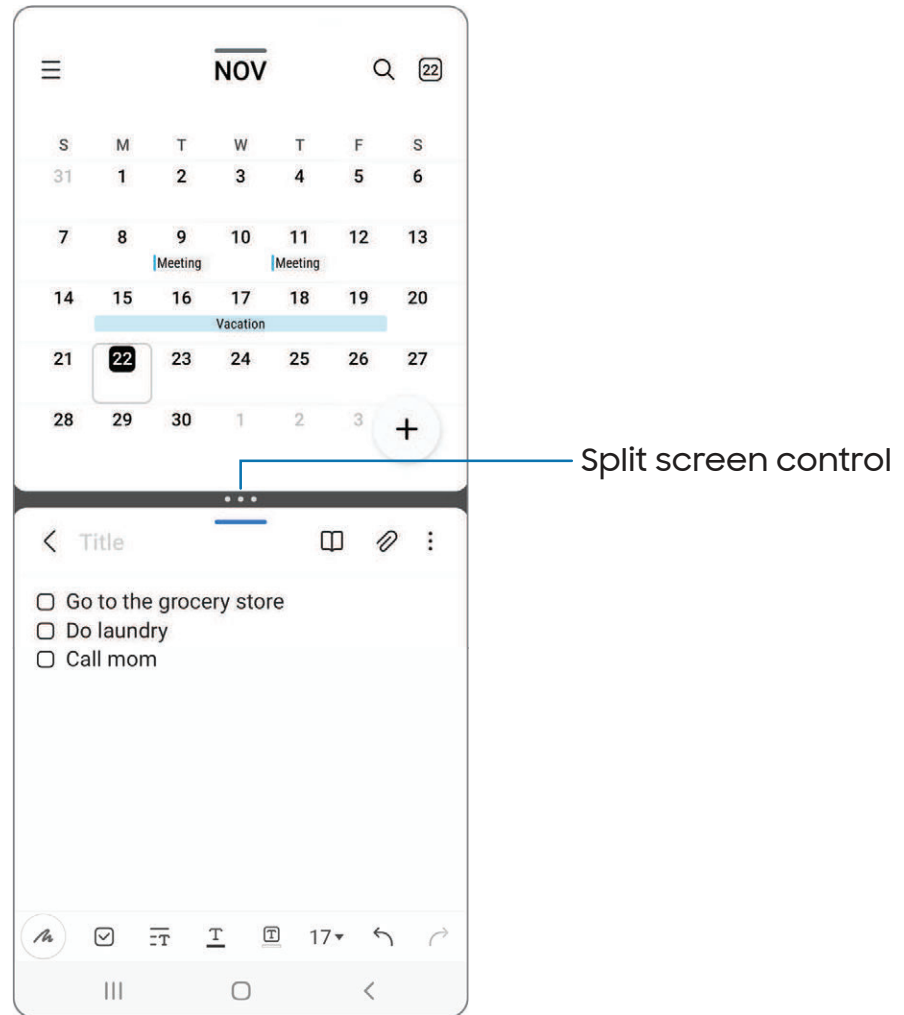 NOV
22
S M T W T F S
31 1 2 3 4 5 6
7 8 9 10 11 12 13
Meeting Meeting
14 15 16 17 18 19 20
Vacation
21 22 23 24 25 26 27
28 29 30 1 2 3
Split screen control
Title
Go to the grocery store
Do laundry
Call mom
T T T 17